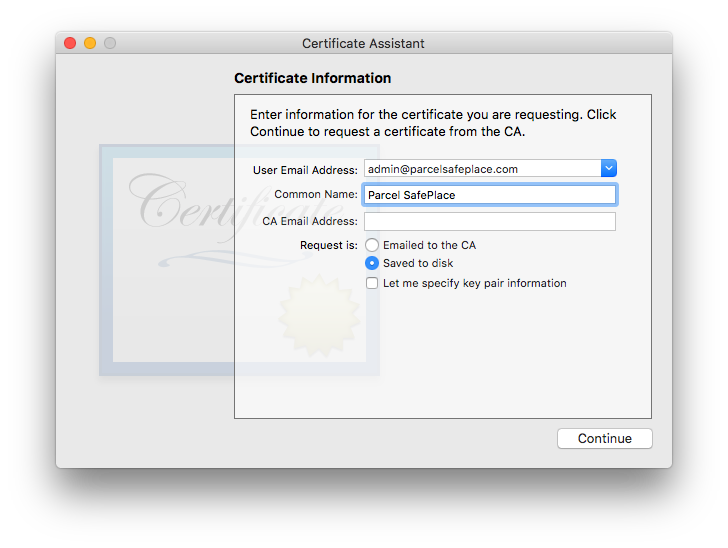 Certificate Assistant
Certificate Information
Enter information for the certificate you are requesting. Click
Continue to request a certificate from the CA.
User Email Address: admin@parcelsafeplace.com
Common Name: Parcel SafePlace
CA Email Address:
Request is: Emailed to the CA
Saved to disk
Let me specify key pair information
Certificate
Continue